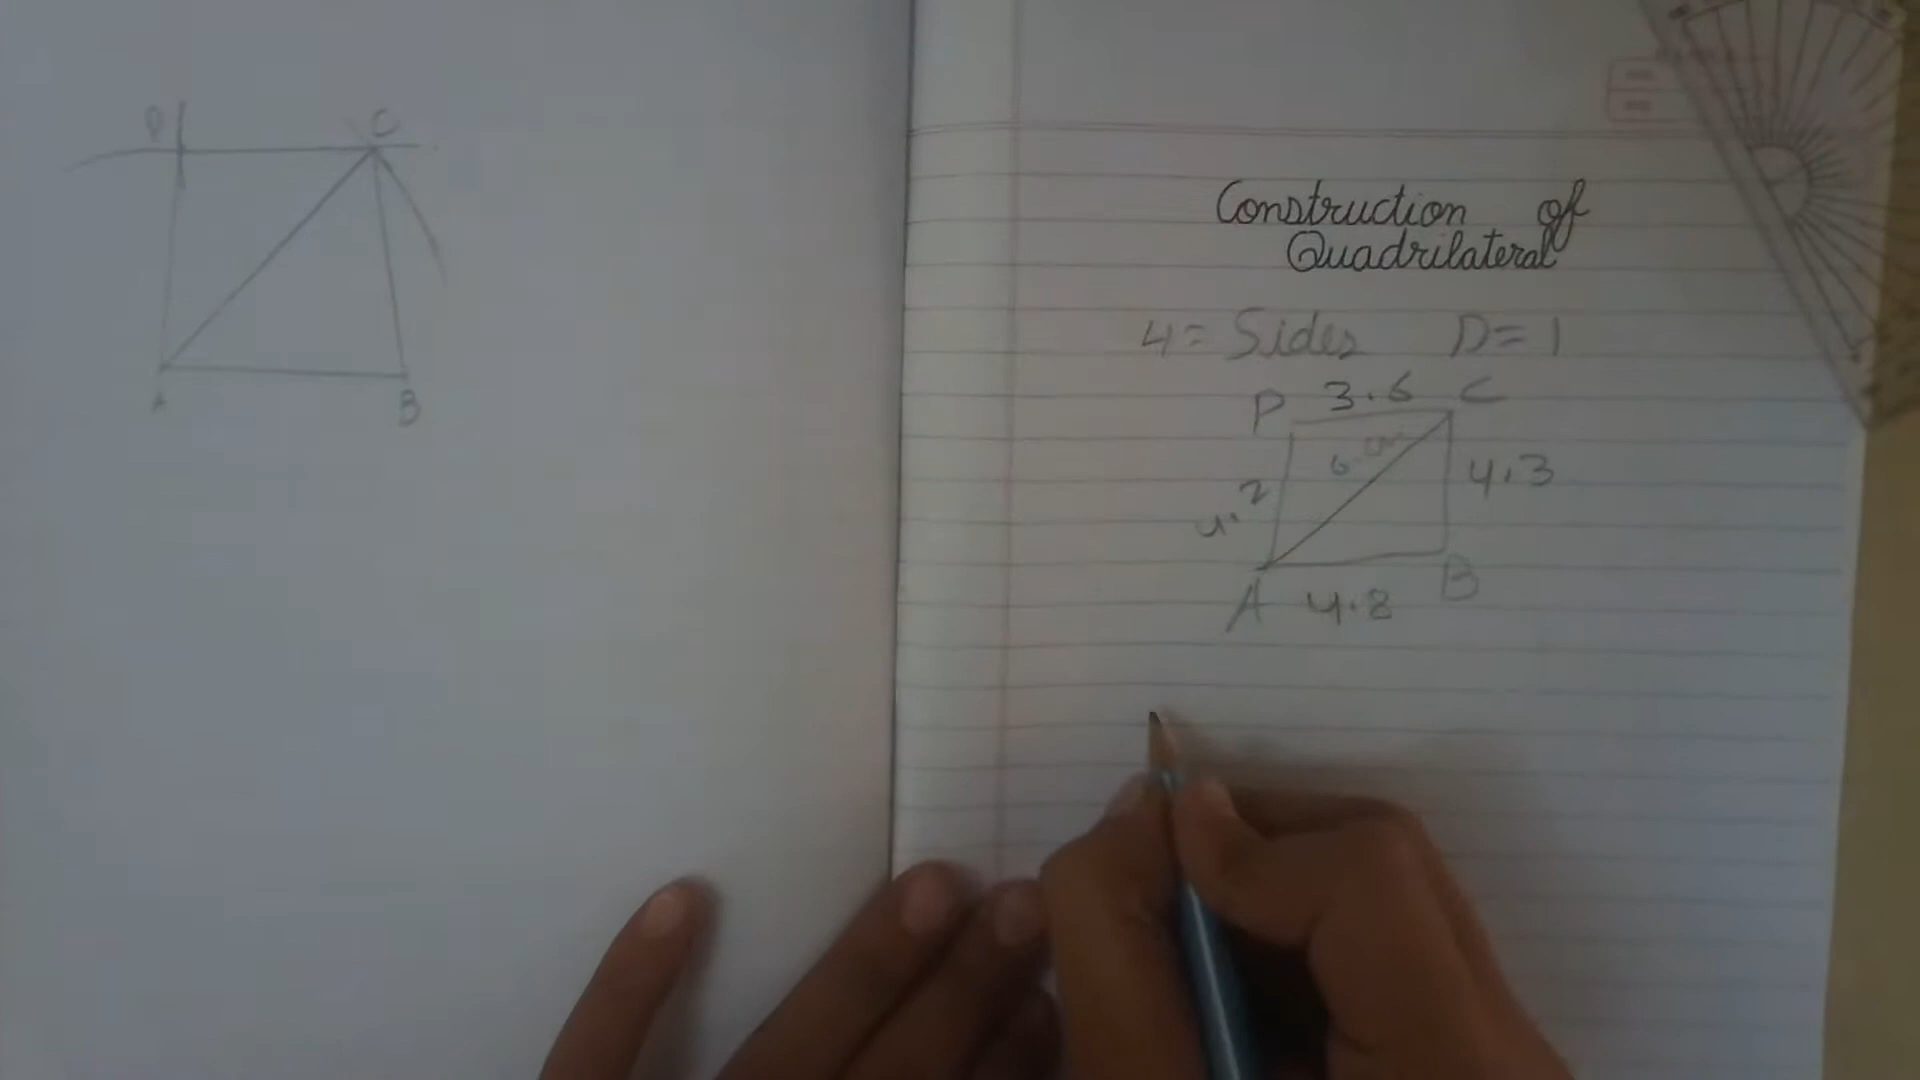 P C
A B
Construction of
Quadrilateral
4= Sides D=1
P 3.6 C
6 cm
4.3
4.2
A 4.8 B